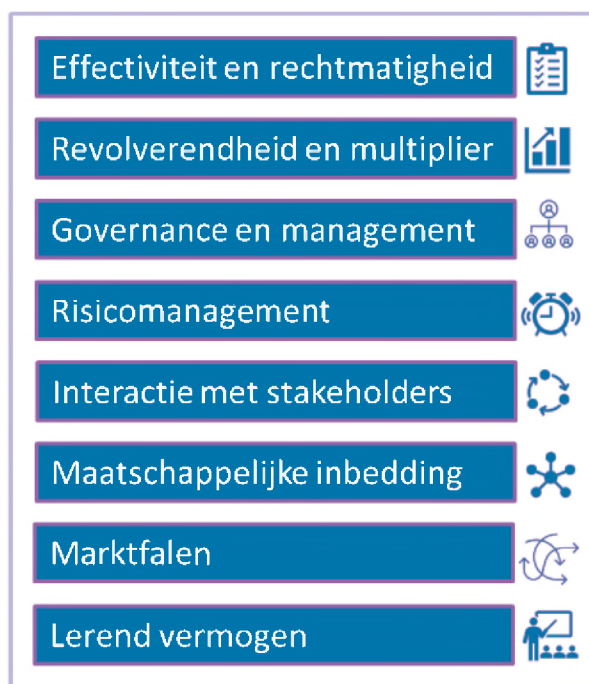 Effectiviteit en rechtmatigheid
Revolverendheid en multiplier
Governance en management
Risicomanagement
Interactie met stakeholders
Maatschappelijke inbedding
Marktfalen
Lerend vermogen